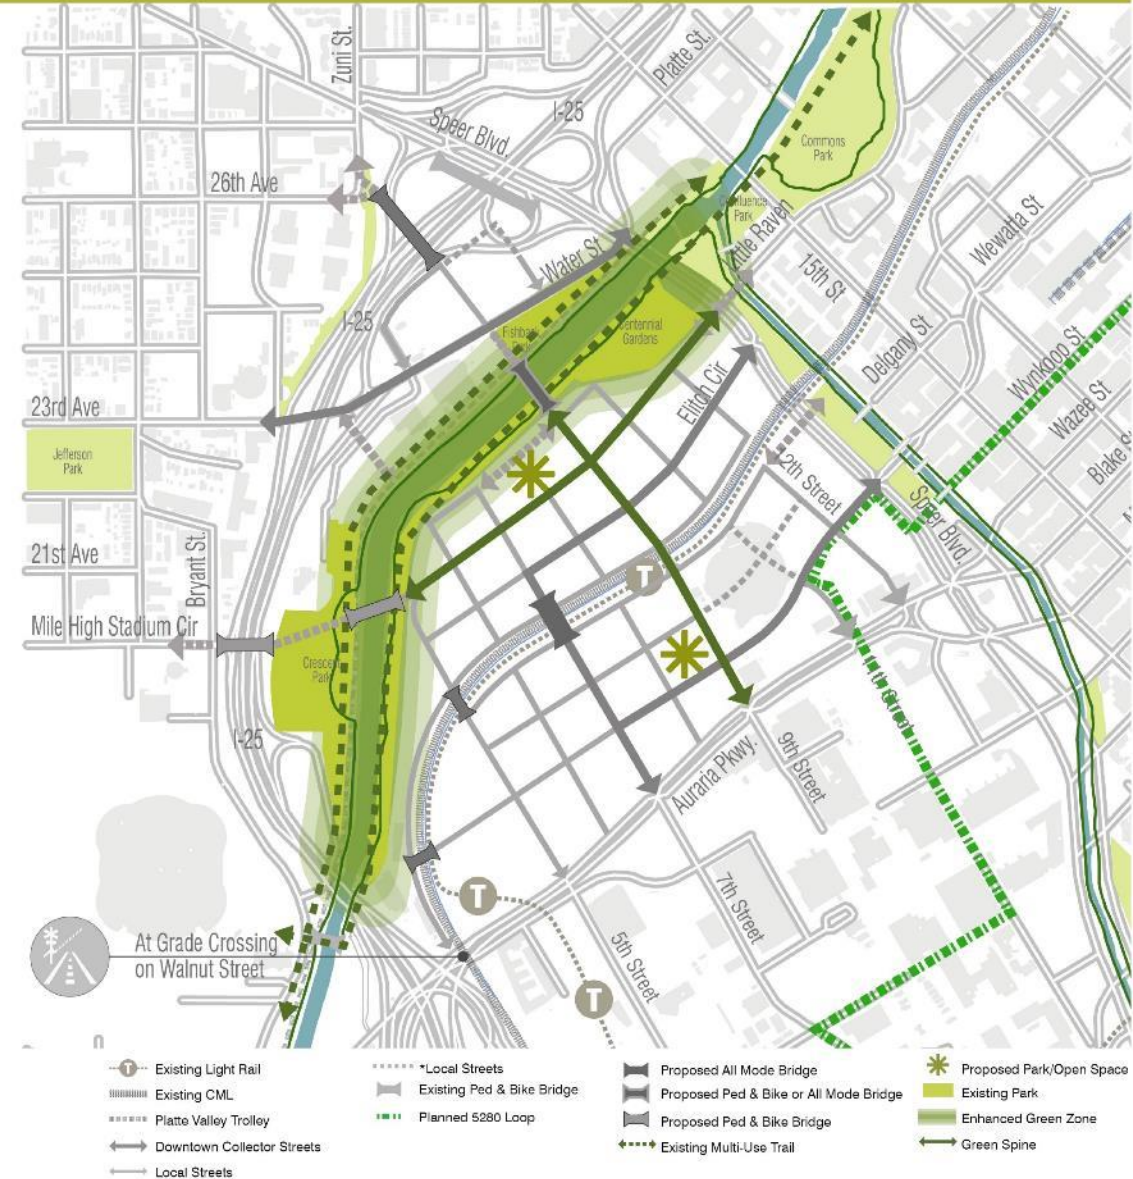 Zuni St.
Platte St.
I-25
Speer Blvd.
Commons
Park
26th Ave
Confluence
Park
Little Raven
Wewatta St
Water St
15th St
I-25
Fishback
Park
Centennial
Gardens
Delgany St
Wynkoop St
Elitch Cir
23rd Ave
Wazee St
Jefferson
Park
Blake St
12th Street
Speer Blvd.
21st Ave
Bryant St.
T
Mile High Stadium Cir
Crescent
Park
11th Street
I-25
Auraria Pkwy.
9th Street
7th Street
T
At Grade Crossing
on Walnut Street
5th Street
T
T Existing Light Rail
Existing CML
Platte Valley Trolley
Downtown Collector Streets
Local Streets
*Local Streets
Existing Ped & Bike Bridge
Planned 5280 Loop
Proposed All Mode Bridge
Proposed Ped & Bike or All Mode Bridge
Proposed Ped & Bike Bridge
Existing Multi-Use Trail
Proposed Park/Open Space
Existing Park
Enhanced Green Zone
Green Spine